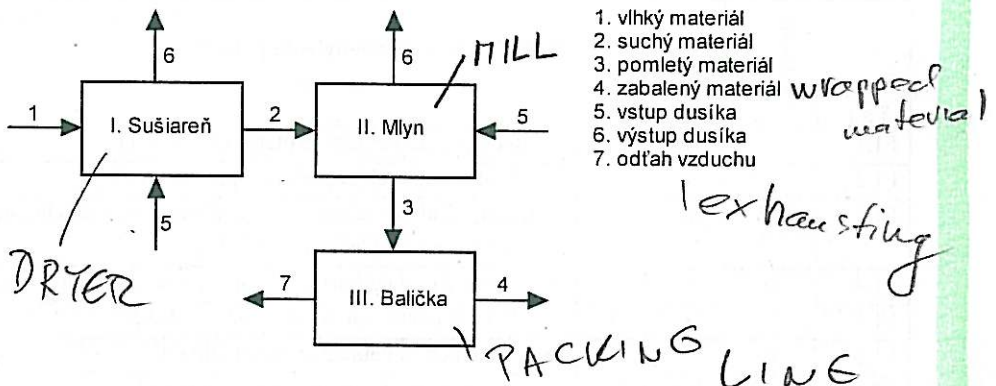 1. vlhký materiál
2. suchý materiál
3. pomletý materiál
4. zabalený materiál wrapped material
5. vstup dusíka
6. výstup dusíka
7. odťah vzduchu
exhausting
6
6
MILL
1
I. Sušiareň
2
II. Mlyn
5
5
3
DRYER
7
III. Balička
4
PACKING LINE